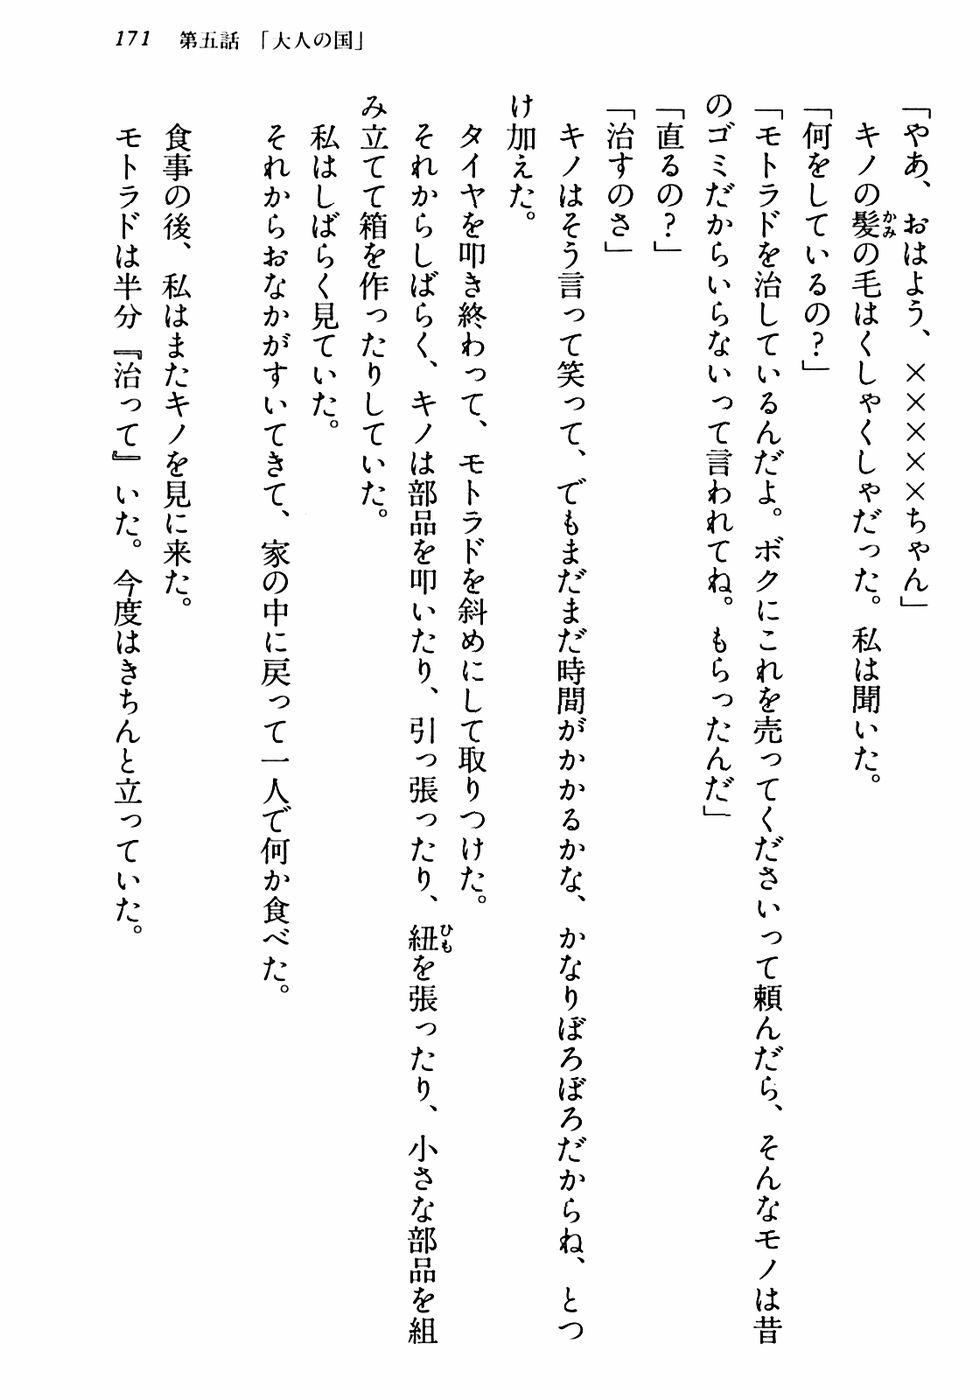 171　第五話　「大人の国」
「やあ、おはよう、××××ちゃん」
　キノの髪の毛はくしゃくしゃだった。私は聞いた。
「何をしているの？」
「モトラドを治しているんだよ。ボクにこれを売ってくださいって頼んだら、そんなモノは昔
のゴミだからいらないって言われてね。もらったんだ」
「直るの？」
「治すのさ」
　キノはそう言って笑って、でもまだまだ時間がかかるかな、かなりぼろぼろだからね、とつ
け加えた。
　タイヤを叩き終わって、モトラドを斜めにして取りつけた。
　それからしばらく、キノは部品を叩いたり、引っ張ったり、紐を張ったり、小さな部品を組
み立てて箱を作ったりしていた。
　私はしばらく見ていた。
　それからおなかがすいてきて、家の中に戻って一人で何か食べた。
　食事の後、私はまたキノを見に来た。
　モトラドは半分『治って』いた。今度はきちんと立っていた。